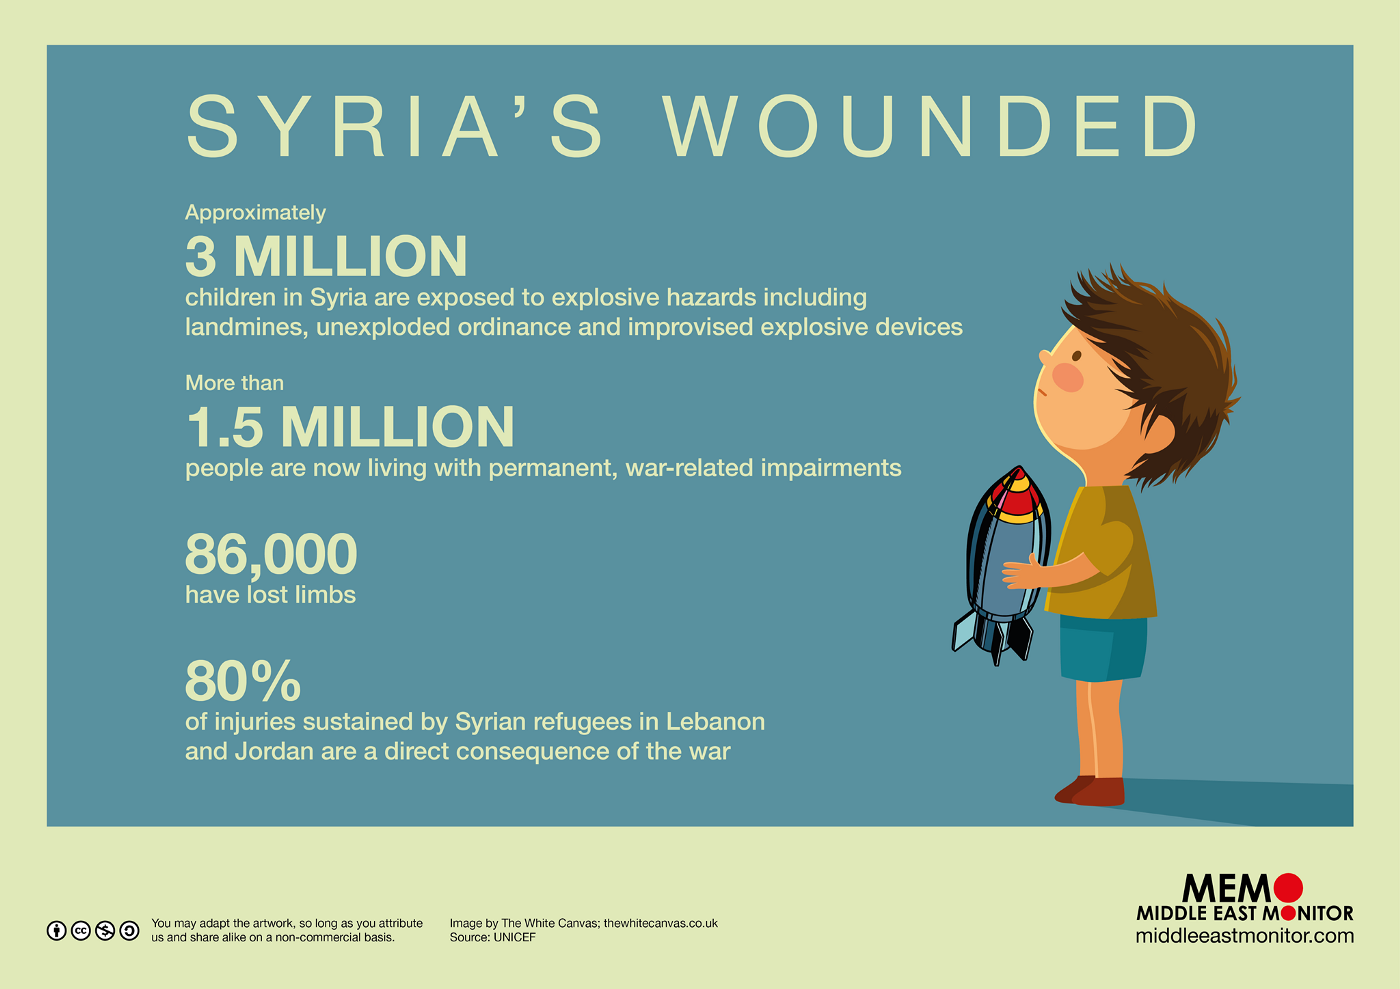 SYRIA’S WOUNDED
Approximately
3 MILLION
children in Syria are exposed to explosive hazards including
landmines, unexploded ordinance and improvised explosive devices
More than
1.5 MILLION
people are now living with permanent, war-related impairments
86,000
have lost limbs
80%
of injuries sustained by Syrian refugees in Lebanon
and Jordan are a direct consequence of the war
cc
You may adapt the artwork, so long as you attribute
us and share alike on a non-commercial basis.
Image by The White Canvas; thewhitecanvas.co.uk
Source: UNICEF
MEMO
MIDDLE EAST MONITOR
middleeastmonitor.com